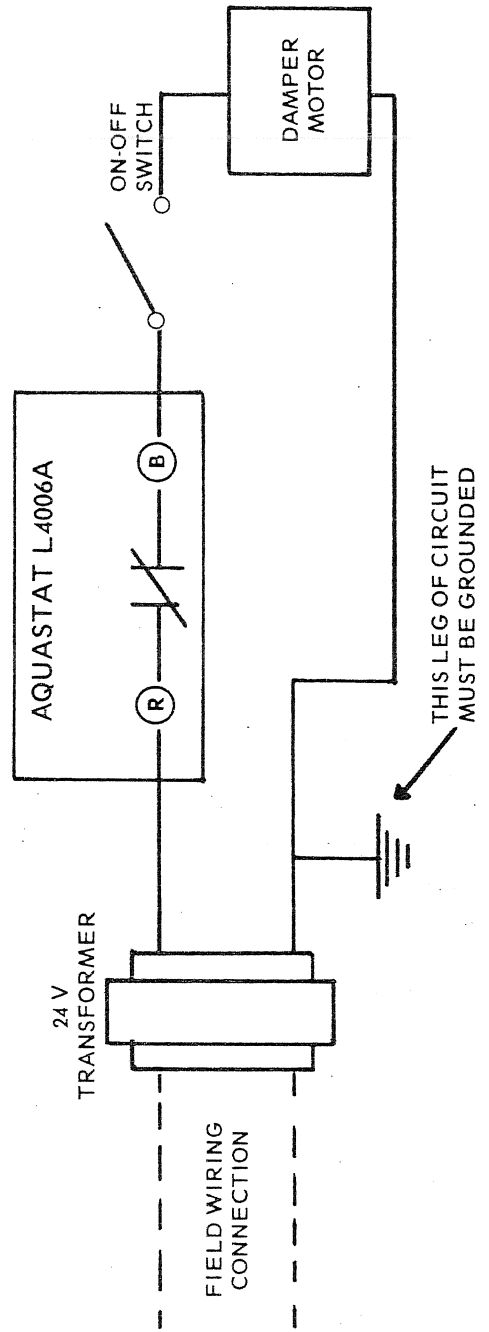 FIELD WIRING
CONNECTION
24 V
TRANSFORMER
AQUASTAT L4006A
R
B
ON-OFF
SWITCH
DAMPER
MOTOR
THIS LEG OF CIRCUIT
MUST BE GROUNDED